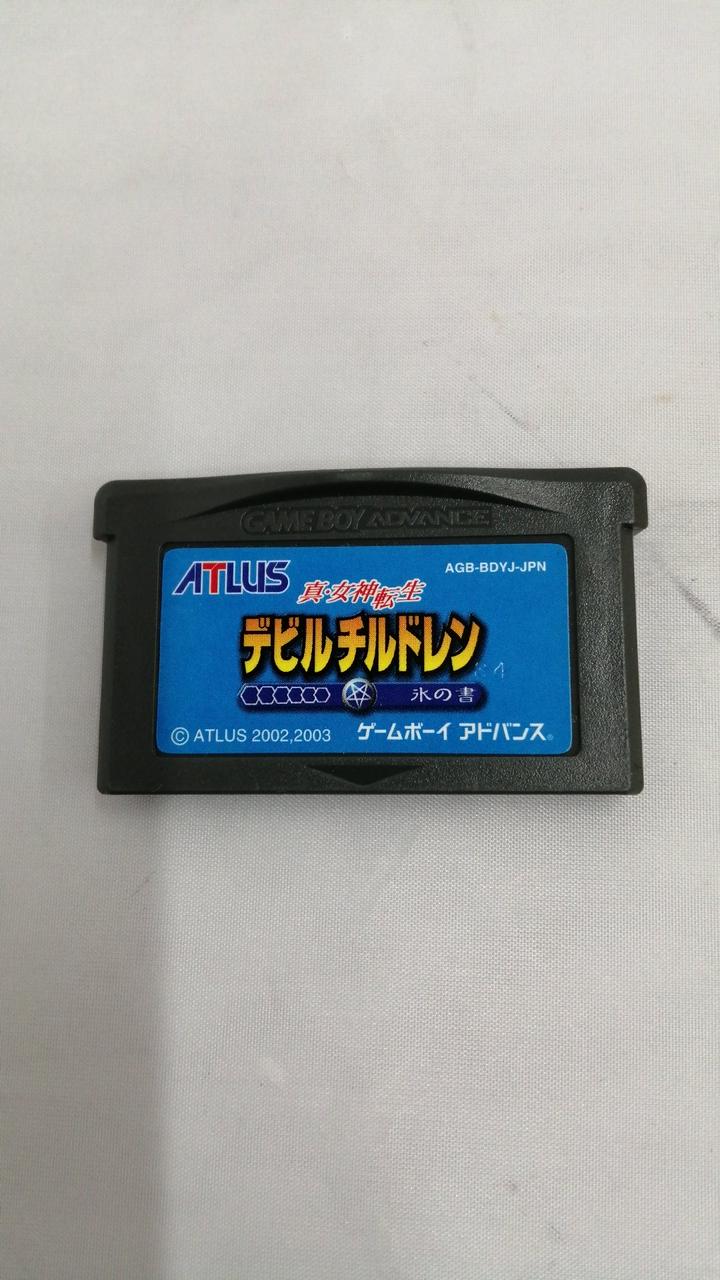 GAME BOY ADVANCE
ATLUS
AGB-BDYJ-JPN
真・女神転生
デビルチルドレン
氷の書
© ATLUS 2002,2003
ゲームボーイ アドバンス®